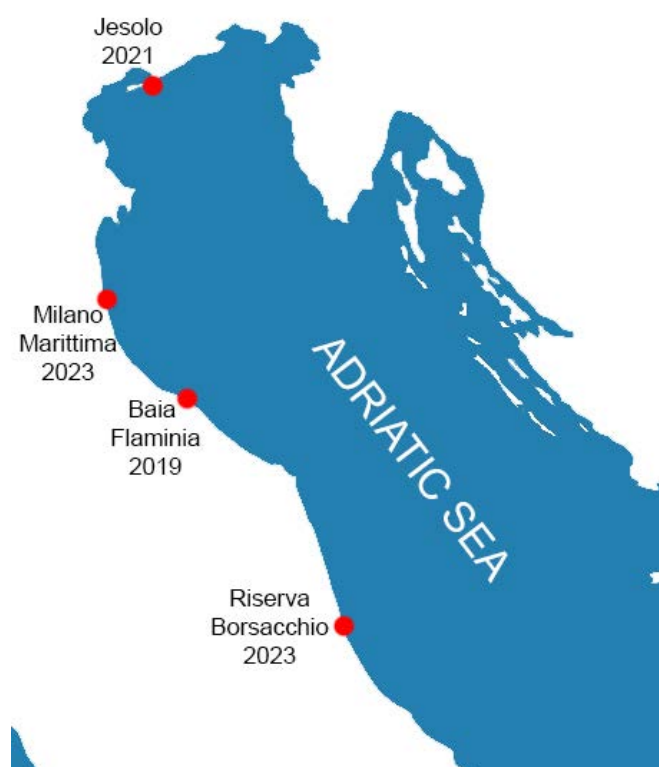 Jesolo
2021
Milano
Marittima
2023
Baia
Flaminia
2019
ADRIATIC SEA
Riserva
Borsacchio
2023